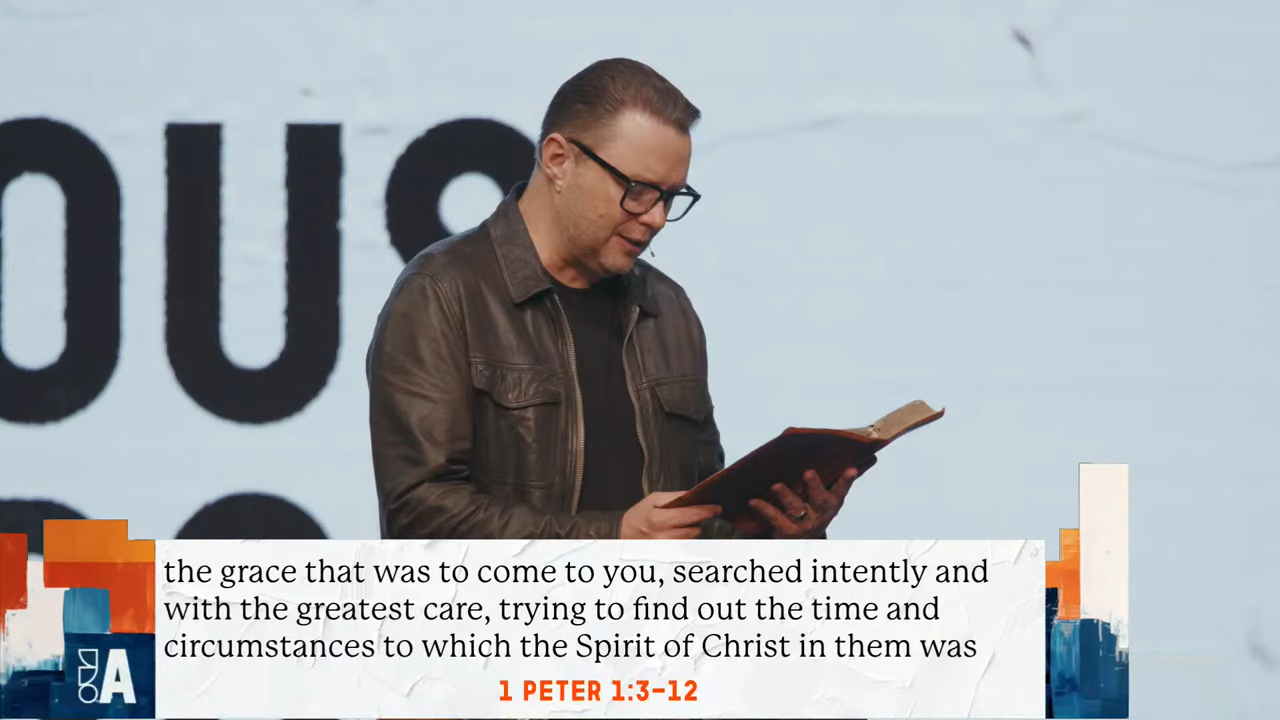 OUS
the grace that was to come to you, searched intently and
with the greatest care, trying to find out the time and
circumstances to which the Spirit of Christ in them was
1 PETER 1:3–12
A